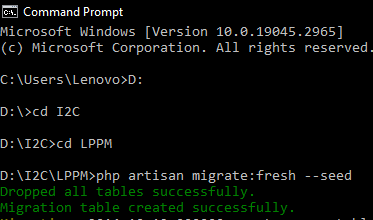 Command Prompt
Microsoft Windows [Version 10.0.19045.2965]
(c) Microsoft Corporation. All rights reserved.
C:\Users\Lenovo>D:
D:\>cd I2C
D:\I2C>cd LPPM
D:\I2C\LPPM>php artisan migrate:fresh --seed
Dropped all tables successfully.
Migration table created successfully.